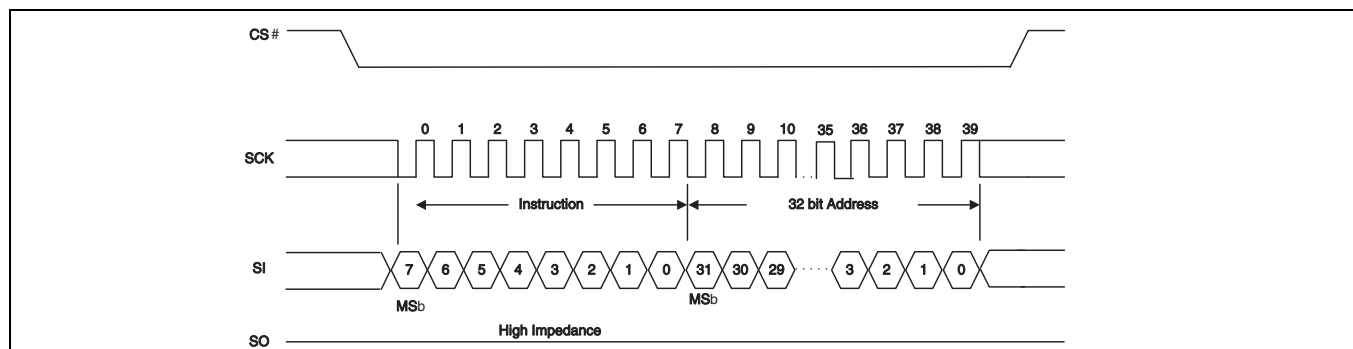 CS#
0 1 2 3 4 5 6 7 8 9 10 35 36 37 38 39
SCK
Instruction 32 bit Address
SI 7 6 5 4 3 2 1 0 31 30 29 3 2 1 0
MSb MSb
High Impedance
SO